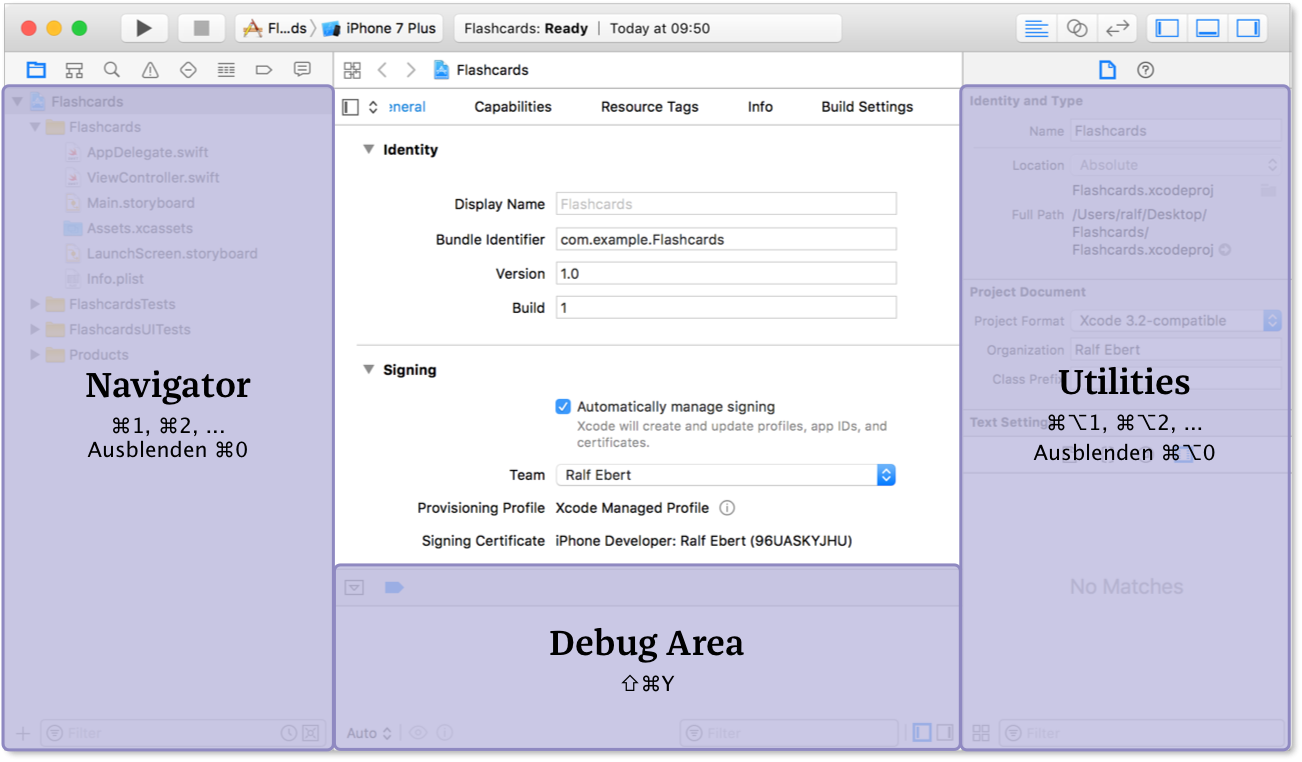 Fl...ds 〉 iPhone 7 Plus
Flashcards: Ready | Today at 09:50
Flashcards
Flashcards
Flashcards
AppDelegate.swift
ViewController.swift
Main.storyboard
Assets.xcassets
LaunchScreen.storyboard
Info.plist
FlashcardsTests
FlashcardsUITests
Products
Navigator
⌘1, ⌘2, ...
Ausblenden ⌘0
Filter
eneral Capabilities Resource Tags Info Build Settings
Identity
Display Name Flashcards
Bundle Identifier com.example.Flashcards
Version 1.0
Build 1
Signing
Automatically manage signing
Xcode will create and update profiles, app IDs, and
certificates.
Team Ralf Ebert
Provisioning Profile Xcode Managed Profile
Signing Certificate iPhone Developer: Ralf Ebert (96UASKYJHU)
Debug Area
⇧⌘Y
Auto Filter
Identity and Type
Name Flashcards
Location Absolute
Flashcards.xcodeproj
Full Path /Users/ralf/Desktop/
Flashcards/
Flashcards.xcodeproj
Project Document
Project Format Xcode 3.2-compatible
Organization Ralf Ebert
Class Prefix
Utilities
Text Setting
⌘⌥1, ⌘⌥2, ...
Ausblenden ⌘⌥0
No Matches
Filter